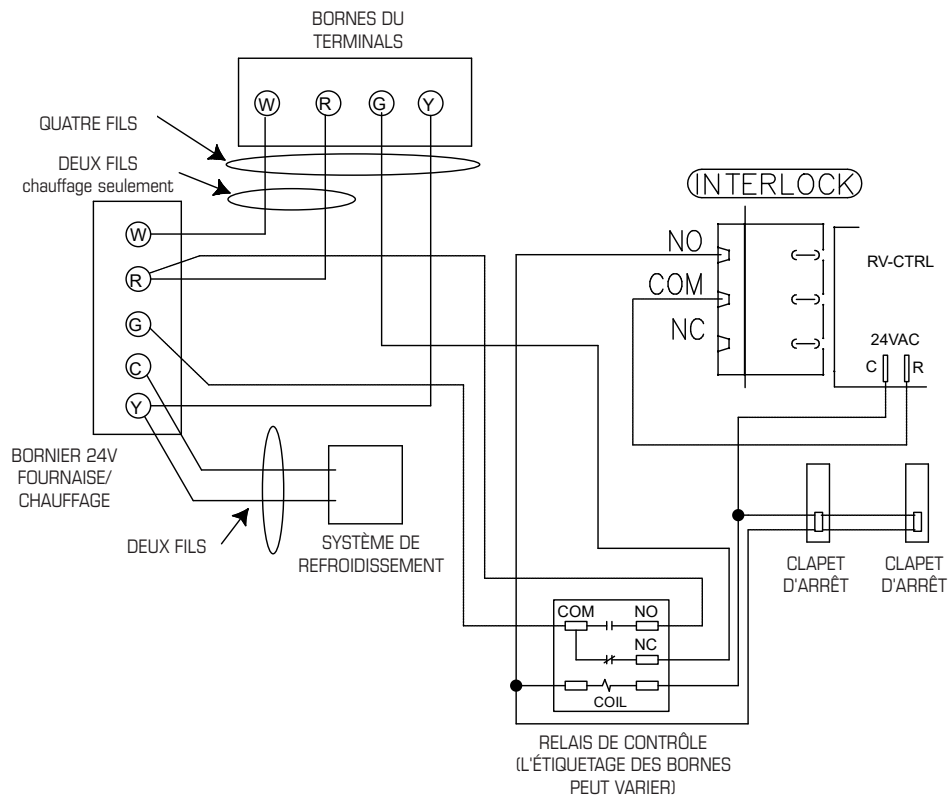 BORNES DU
TERMINALS
W R G Y
QUATRE FILS
DEUX FILS
chauffage seulement
W
R
G
C
Y
BORNIER 24V
FOURNAISE/
CHAUFFAGE
DEUX FILS
SYSTÈME DE
REFROIDISSEMENT
INTERLOCK
NO
COM
NC
RV-CTRL
24VAC
C R
CLAPET
D'ARRÊT
CLAPET
D'ARRÊT
COM NO
NC
COIL
RELAIS DE CONTRÔLE
(L'ÉTIQUETAGE DES BORNES
PEUT VARIER)